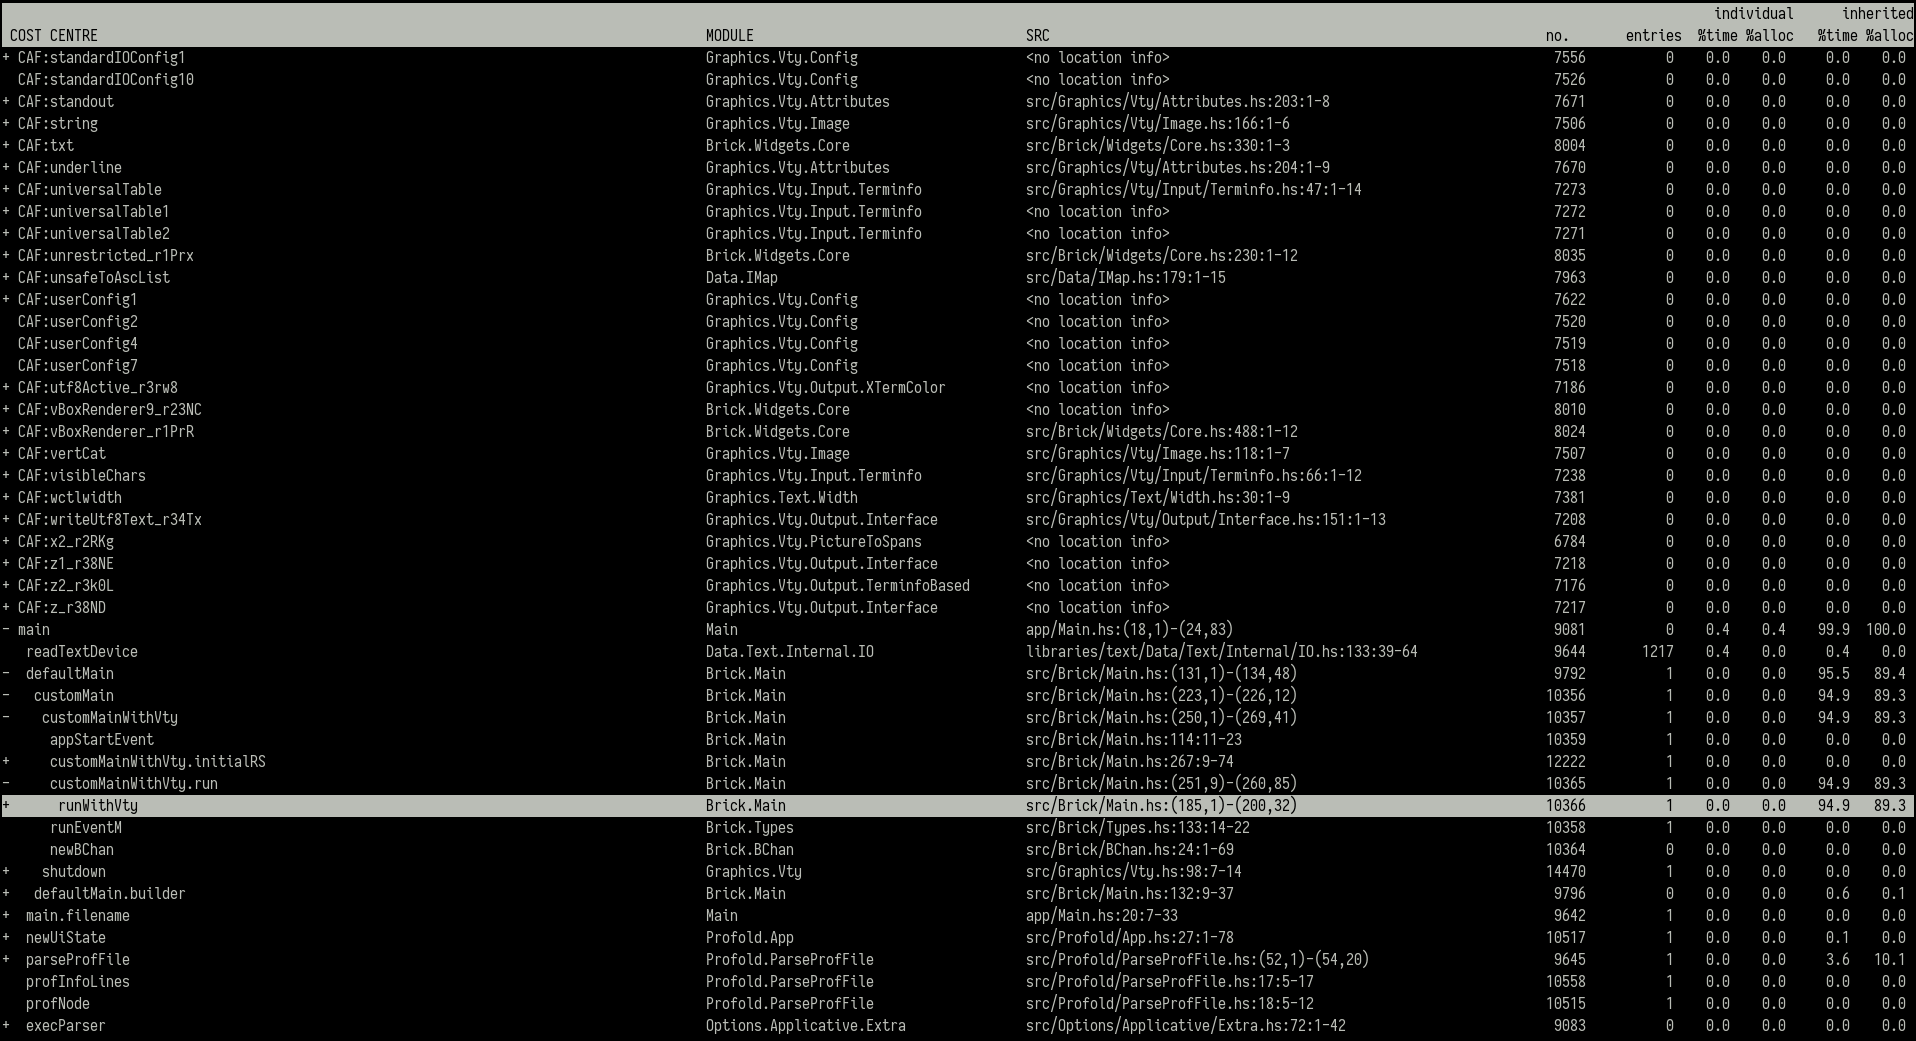 individual inherited
COST CENTRE MODULE SRC no. entries %time %alloc %time %alloc
+ CAF:standardIOConfig1 Graphics.Vty.Config <no location info> 7556 0 0.0 0.0 0.0 0.0
CAF:standardIOConfig10 Graphics.Vty.Config <no location info> 7526 0 0.0 0.0 0.0 0.0
+ CAF:standout Graphics.Vty.Attributes src/Graphics/Vty/Attributes.hs:203:1-8 7671 0 0.0 0.0 0.0 0.0
+ CAF:string Graphics.Vty.Image src/Graphics/Vty/Image.hs:166:1-6 7506 0 0.0 0.0 0.0 0.0
+ CAF:txt Brick.Widgets.Core src/Brick/Widgets/Core.hs:330:1-3 8004 0 0.0 0.0 0.0 0.0
+ CAF:underline Graphics.Vty.Attributes src/Graphics/Vty/Attributes.hs:204:1-9 7670 0 0.0 0.0 0.0 0.0
+ CAF:universalTable Graphics.Vty.Input.Terminfo src/Graphics/Vty/Input/Terminfo.hs:47:1-14 7273 0 0.0 0.0 0.0 0.0
+ CAF:universalTable1 Graphics.Vty.Input.Terminfo <no location info> 7272 0 0.0 0.0 0.0 0.0
+ CAF:universalTable2 Graphics.Vty.Input.Terminfo <no location info> 7271 0 0.0 0.0 0.0 0.0
+ CAF:unrestricted_r1Prx Brick.Widgets.Core src/Brick/Widgets/Core.hs:230:1-12 8035 0 0.0 0.0 0.0 0.0
+ CAF:unsafeToAscList Data.IMap src/Data/IMap.hs:179:1-15 7963 0 0.0 0.0 0.0 0.0
+ CAF:userConfig1 Graphics.Vty.Config <no location info> 7622 0 0.0 0.0 0.0 0.0
CAF:userConfig2 Graphics.Vty.Config <no location info> 7520 0 0.0 0.0 0.0 0.0
CAF:userConfig4 Graphics.Vty.Config <no location info> 7519 0 0.0 0.0 0.0 0.0
CAF:userConfig7 Graphics.Vty.Config <no location info> 7518 0 0.0 0.0 0.0 0.0
+ CAF:utf8Active_r3rw8 Graphics.Vty.Output.XTermColor <no location info> 7186 0 0.0 0.0 0.0 0.0
+ CAF:vBoxRenderer9_r23NC Brick.Widgets.Core <no location info> 8010 0 0.0 0.0 0.0 0.0
+ CAF:vBoxRenderer_r1PrR Brick.Widgets.Core src/Brick/Widgets/Core.hs:488:1-12 8024 0 0.0 0.0 0.0 0.0
+ CAF:vertCat Graphics.Vty.Image src/Graphics/Vty/Image.hs:118:1-7 7507 0 0.0 0.0 0.0 0.0
+ CAF:visibleChars Graphics.Vty.Input.Terminfo src/Graphics/Vty/Input/Terminfo.hs:66:1-12 7238 0 0.0 0.0 0.0 0.0
+ CAF:wctlwidth Graphics.Text.Width src/Graphics/Text/Width.hs:30:1-9 7381 0 0.0 0.0 0.0 0.0
+ CAF:writeUtf8Text_r34Tx Graphics.Vty.Output.Interface src/Graphics/Vty/Output/Interface.hs:151:1-13 7208 0 0.0 0.0 0.0 0.0
+ CAF:x2_r2RKg Graphics.Vty.PictureToSpans <no location info> 6784 0 0.0 0.0 0.0 0.0
+ CAF:z1_r38NE Graphics.Vty.Output.Interface <no location info> 7218 0 0.0 0.0 0.0 0.0
+ CAF:z2_r3k0L Graphics.Vty.Output.TerminfoBased <no location info> 7176 0 0.0 0.0 0.0 0.0
+ CAF:z_r38ND Graphics.Vty.Output.Interface <no location info> 7217 0 0.0 0.0 0.0 0.0
- main Main app/Main.hs:(18,1)-(24,83) 9081 0 0.4 0.4 99.9 100.0
readTextDevice Data.Text.Internal.IO libraries/text/Data/Text/Internal/IO.hs:133:39-64 9644 1217 0.4 0.0 0.4 0.0
- defaultMain Brick.Main src/Brick/Main.hs:(131,1)-(134,48) 9792 1 0.0 0.0 95.5 89.4
- customMain Brick.Main src/Brick/Main.hs:(223,1)-(226,12) 10356 1 0.0 0.0 94.9 89.3
- customMainWithVty Brick.Main src/Brick/Main.hs:(250,1)-(269,41) 10357 1 0.0 0.0 94.9 89.3
appStartEvent Brick.Main src/Brick/Main.hs:114:11-23 10359 1 0.0 0.0 0.0 0.0
+ customMainWithVty.initialRS Brick.Main src/Brick/Main.hs:267:9-74 12222 1 0.0 0.0 0.0 0.0
- customMainWithVty.run Brick.Main src/Brick/Main.hs:(251,9)-(260,85) 10365 1 0.0 0.0 94.9 89.3
+ runWithVty Brick.Main src/Brick/Main.hs:(185,1)-(200,32) 10366 1 0.0 0.0 94.9 89.3
runEventM Brick.Types src/Brick/Types.hs:133:14-22 10358 1 0.0 0.0 0.0 0.0
newBChan Brick.BChan src/Brick/BChan.hs:24:1-69 10364 0 0.0 0.0 0.0 0.0
+ shutdown Graphics.Vty src/Graphics/Vty.hs:98:7-14 14470 1 0.0 0.0 0.0 0.0
+ defaultMain.builder Brick.Main src/Brick/Main.hs:132:9-37 9796 0 0.0 0.0 0.6 0.1
+ main.filename Main app/Main.hs:20:7-33 9642 1 0.0 0.0 0.0 0.0
+ newUiState Profold.App src/Profold/App.hs:27:1-78 10517 1 0.0 0.0 0.1 0.0
+ parseProfFile Profold.ParseProfFile src/Profold/ParseProfFile.hs:(52,1)-(54,20) 9645 1 0.0 0.0 3.6 10.1
profInfoLines Profold.ParseProfFile src/Profold/ParseProfFile.hs:17:5-17 10558 1 0.0 0.0 0.0 0.0
profNode Profold.ParseProfFile src/Profold/ParseProfFile.hs:18:5-12 10515 1 0.0 0.0 0.0 0.0
+ execParser Options.Applicative.Extra src/Options/Applicative/Extra.hs:72:1-42 9083 0 0.0 0.0 0.0 0.0